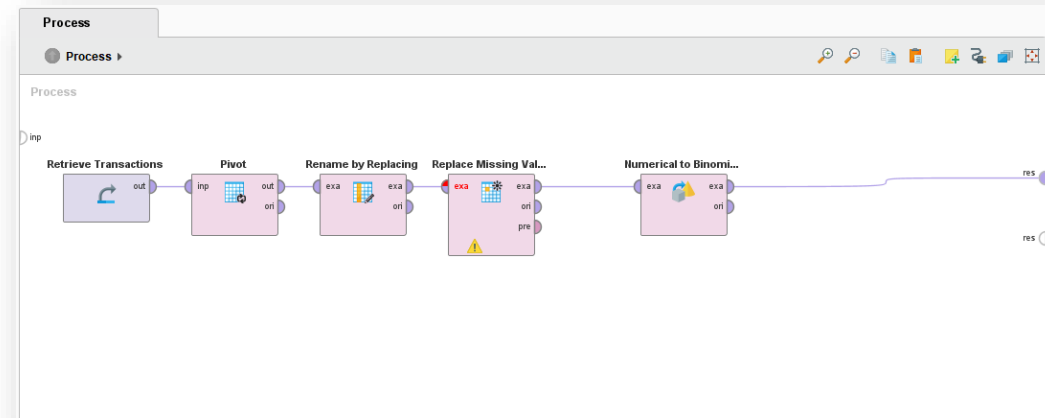 Process
Process
Process
inp
Retrieve Transactions
out
Pivot
inp
out
ori
Rename by Replacing
exa
exa
ori
Replace Missing Val...
exa
exa
ori
pre
Numerical to Binomi...
exa
exa
ori
res
res